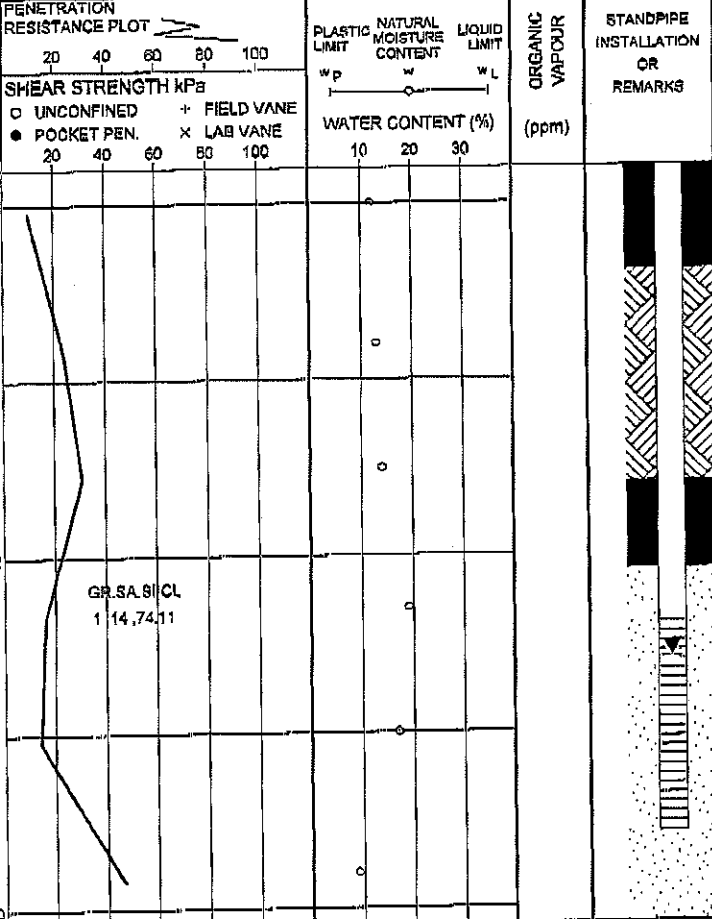 PENETRATION
RESISTANCE PLOT
20 40 60 80 100
SHEAR STRENGTH kPa
○ UNCONFINED + FIELD VANE
● POCKET PEN. × LAB VANE
20 40 60 80 100
PLASTIC LIMIT
NATURAL MOISTURE CONTENT
LIQUID LIMIT
WP W WL
WATER CONTENT (%)
10 20 30
ORGANIC VAPOUR
(ppm)
STANDPIPE
INSTALLATION
OR
REMARKS
GR.SA.SI CL
1 14 ,74.11